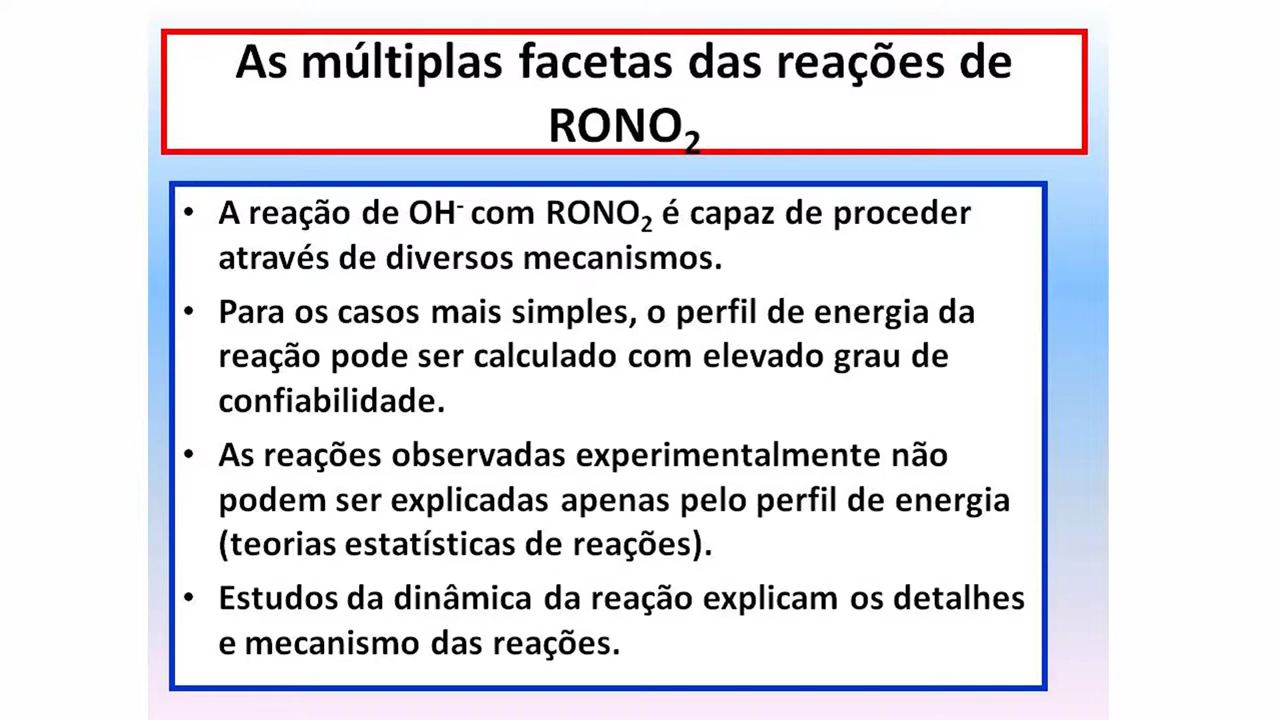 As múltiplas facetas das reações de
RONO₂
• A reação de OH⁻ com RONO₂ é capaz de proceder
através de diversos mecanismos.
• Para os casos mais simples, o perfil de energia da
reação pode ser calculado com elevado grau de
confiabilidade.
• As reações observadas experimentalmente não
podem ser explicadas apenas pelo perfil de energia
(teorias estatísticas de reações).
• Estudos da dinâmica da reação explicam os detalhes
e mecanismo das reações.